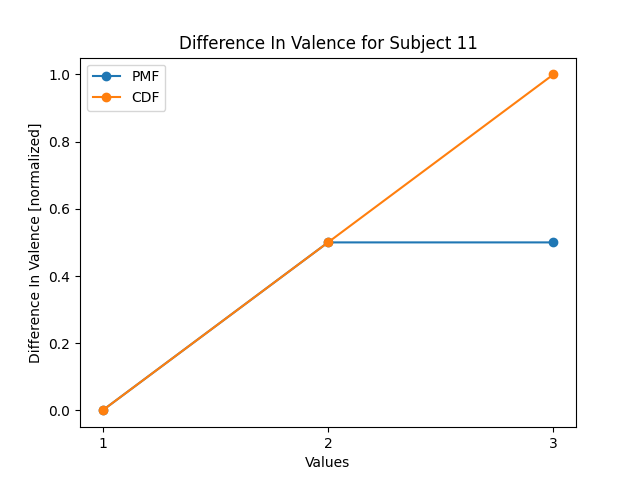 Difference In Valence for Subject 11
PMF
CDF
Difference In Valence [normalized]
1.0
0.8
0.6
0.4
0.2
0.0
1 2 3
Values